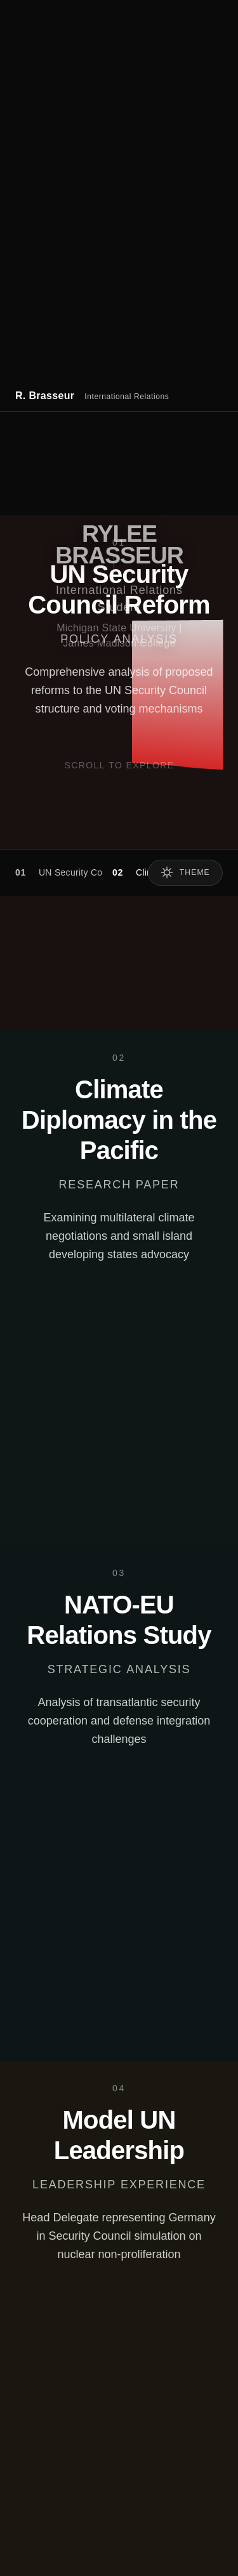 R. Brasseur International Relations
RYLEE
01
BRASSEUR
UN Security
International Relations
Council Reform
Michigan State University |
POLICY ANALYSIS
James Madison College
Comprehensive analysis of proposed
reforms to the UN Security Council
structure and voting mechanisms
SCROLL TO EXPLORE
01 UN Security Co 02 Clim THEME
02
Climate
Diplomacy in the
Pacific
RESEARCH PAPER
Examining multilateral climate
negotiations and small island
developing states advocacy
03
NATO-EU
Relations Study
STRATEGIC ANALYSIS
Analysis of transatlantic security
cooperation and defense integration
challenges
04
Model UN
Leadership
LEADERSHIP EXPERIENCE
Head Delegate representing Germany
in Security Council simulation on
nuclear non-proliferation